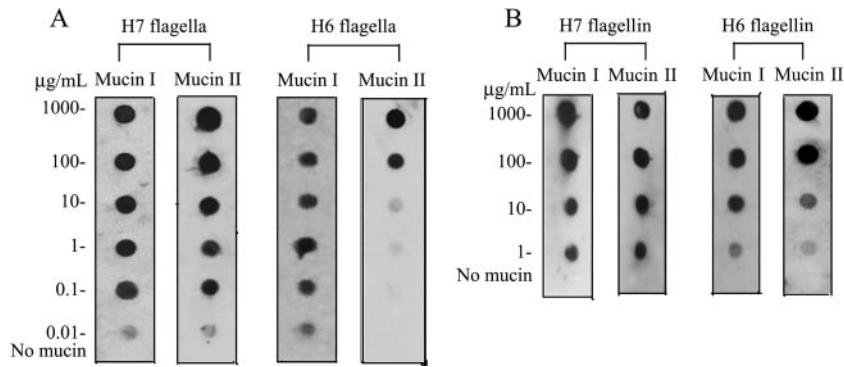 A
H7 flagella
H6 flagella
μg/mL
Mucin I
Mucin II
Mucin I
Mucin II
1000-
100-
10-
1-
0.1-
0.01-
No mucin
B
H7 flagellin
H6 flagellin
μg/mL
Mucin I
Mucin II
Mucin I
Mucin II
1000-
100-
10-
1-
No mucin